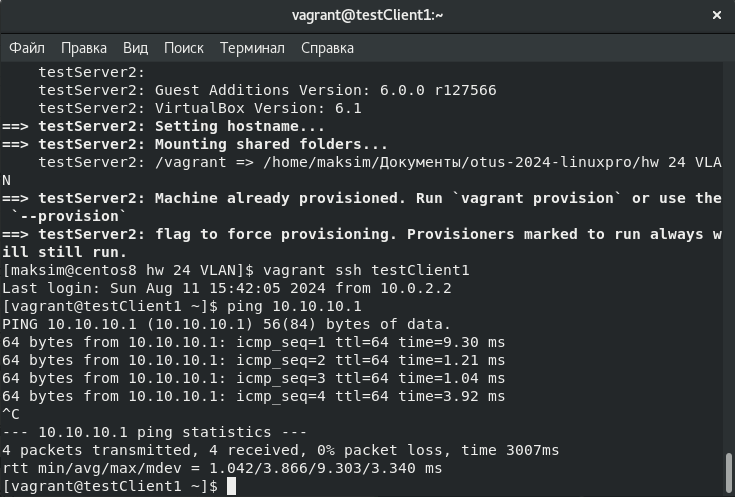 vagrant@testClient1:~
Файл Правка Вид Поиск Терминал Справка
testServer2:
testServer2: Guest Additions Version: 6.0.0 r127566
testServer2: VirtualBox Version: 6.1
==> testServer2: Setting hostname...
==> testServer2: Mounting shared folders...
testServer2: /vagrant => /home/maksim/Документы/otus-2024-linuxpro/hw 24 VLA
N
==> testServer2: Machine already provisioned. Run `vagrant provision` or use the
`--provision`
==> testServer2: flag to force provisioning. Provisioners marked to run always w
ill still run.
[maksim@centos8 hw 24 VLAN]$ vagrant ssh testClient1
Last login: Sun Aug 11 15:42:05 2024 from 10.0.2.2
[vagrant@testClient1 ~]$ ping 10.10.10.1
PING 10.10.10.1 (10.10.10.1) 56(84) bytes of data.
64 bytes from 10.10.10.1: icmp_seq=1 ttl=64 time=9.30 ms
64 bytes from 10.10.10.1: icmp_seq=2 ttl=64 time=1.21 ms
64 bytes from 10.10.10.1: icmp_seq=3 ttl=64 time=1.04 ms
64 bytes from 10.10.10.1: icmp_seq=4 ttl=64 time=3.92 ms
^C
--- 10.10.10.1 ping statistics ---
4 packets transmitted, 4 received, 0% packet loss, time 3007ms
rtt min/avg/max/mdev = 1.042/3.866/9.303/3.340 ms
[vagrant@testClient1 ~]$